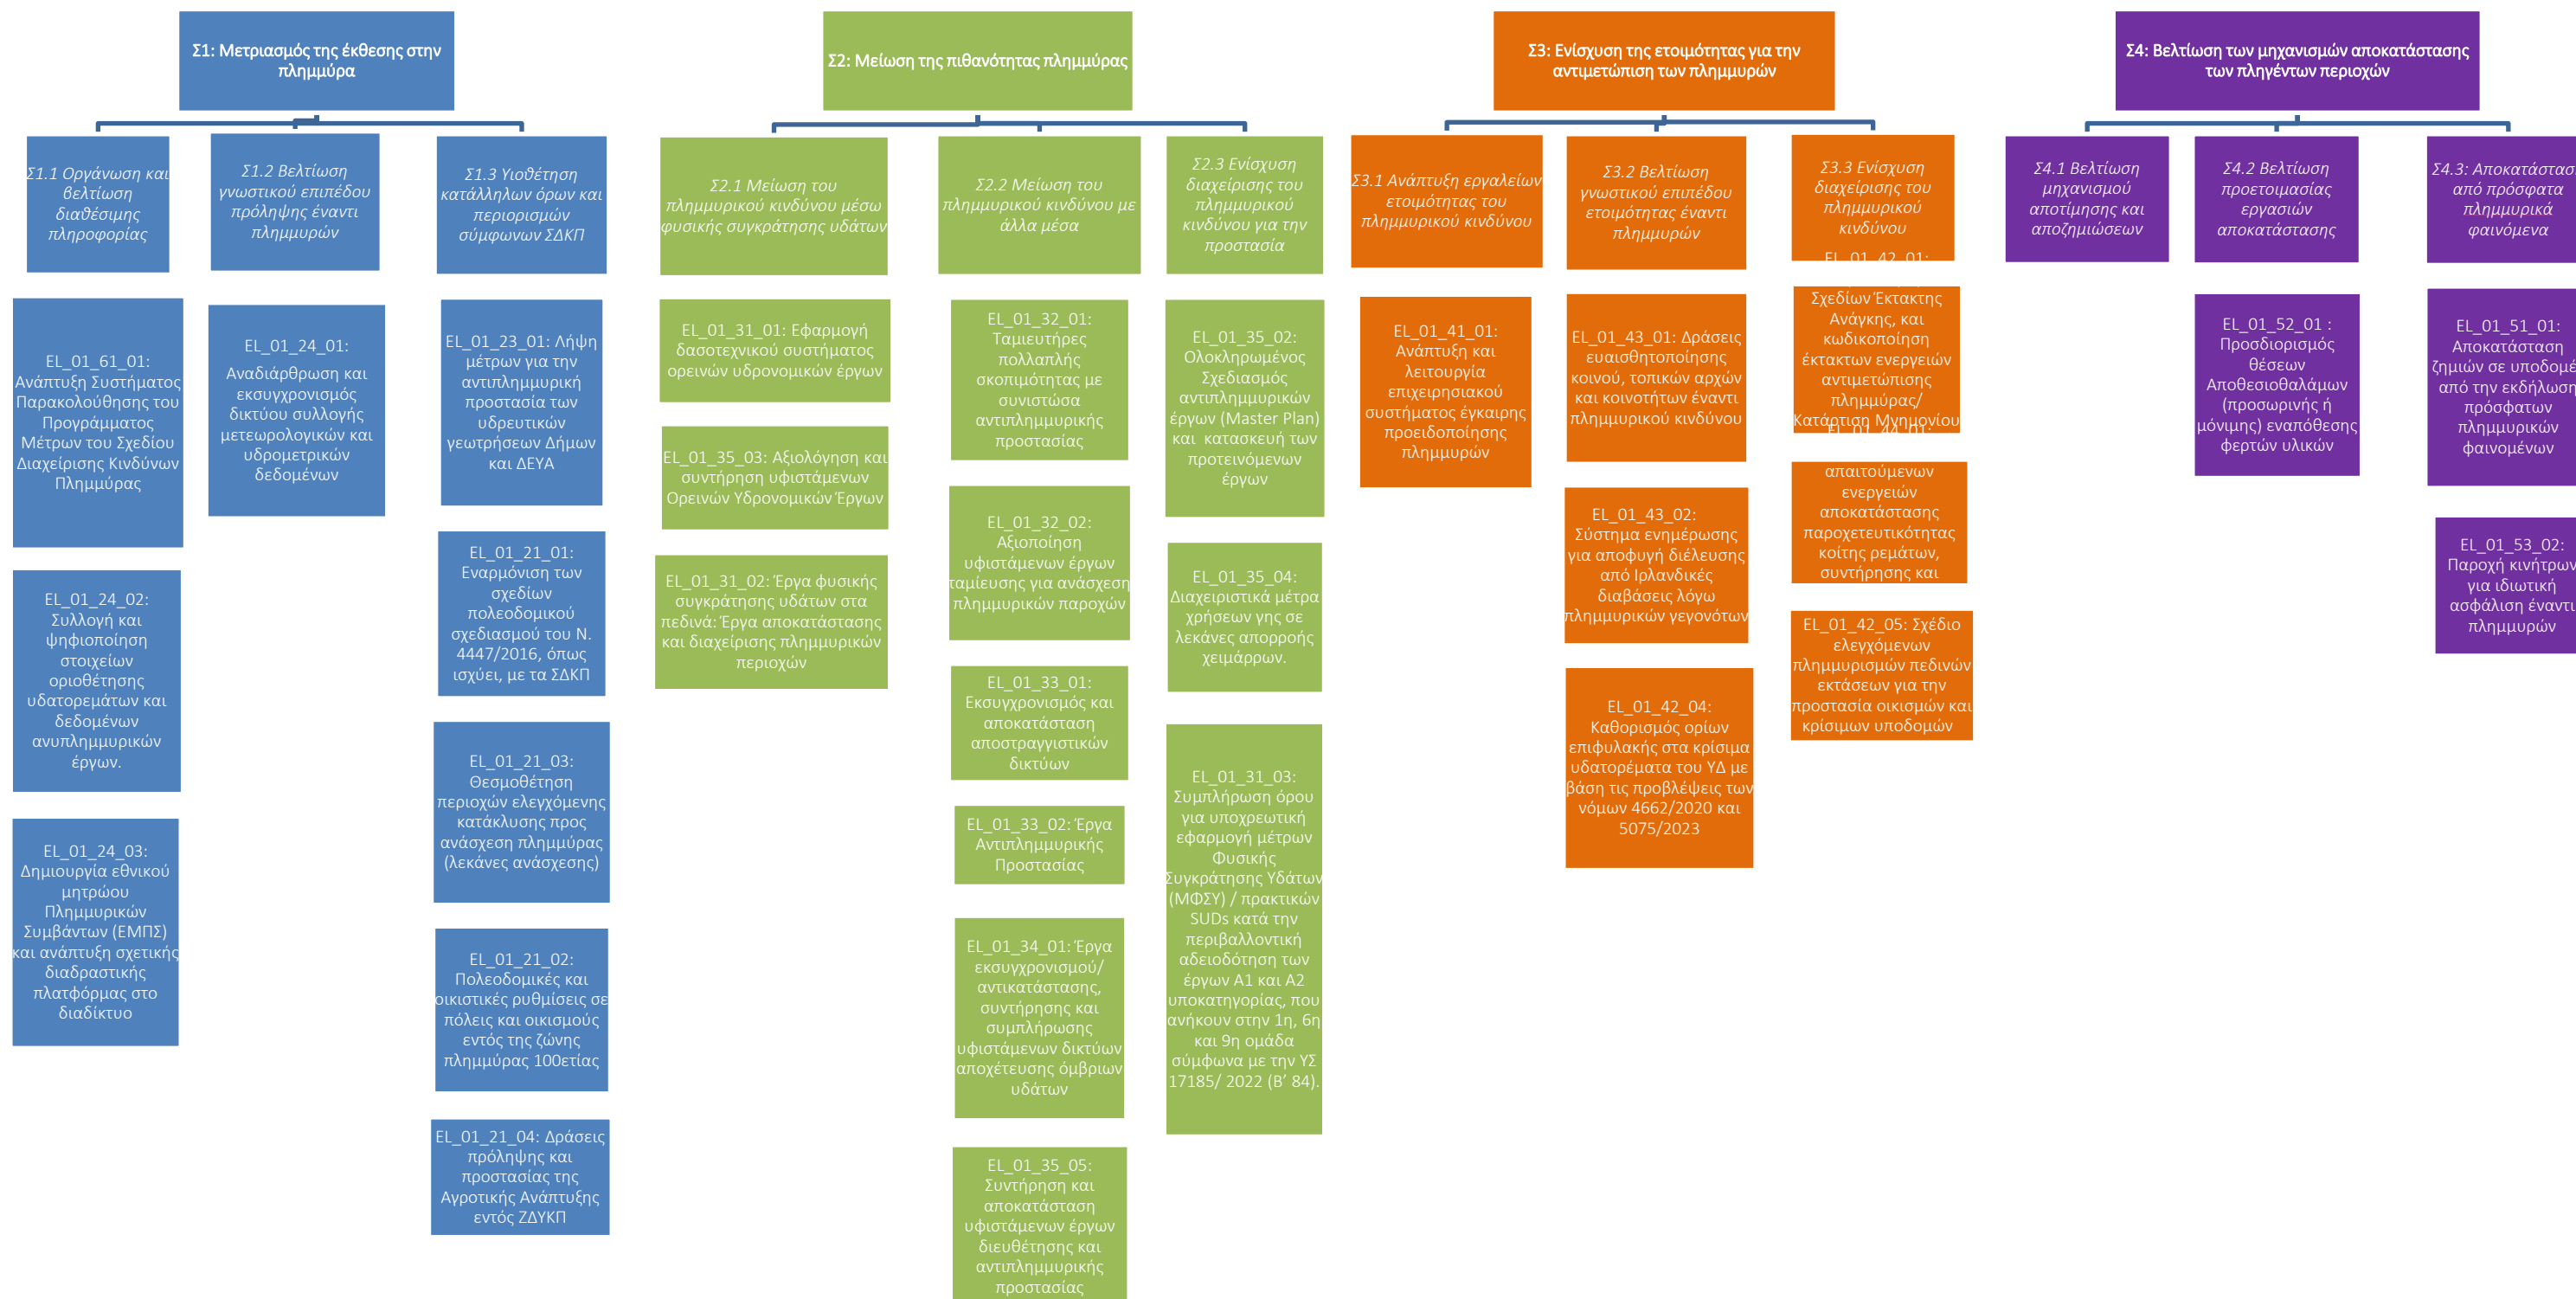 Σ1: Μετριασμός της έκθεσης στην
πλημμύρα
Σ1.1 Οργάνωση και
βελτίωση
διαθέσιμης
πληροφορίας
EL_01_61_01:
Ανάπτυξη Συστήματος
Παρακολούθησης του
Προγράμματος
Μέτρων του Σχεδίου
Διαχείρισης Κινδύνων
Πλημμύρας
EL_01_24_02:
Συλλογή και
ψηφιοποίηση
στοιχείων
οριοθέτησης
υδατορεμάτων και
δεδομένων
ανυπλημμυρικών
έργων.
EL_01_24_03:
Δημιουργία εθνικού
μητρώου
Πλημμυρικών
Συμβάντων (ΕΜΠΣ)
και ανάπτυξη σχετικής
διαδραστικής
πλατφόρμας στο
διαδίκτυο
Σ1.2 Βελτίωση
γνωστικού επιπέδου
πρόληψης έναντι
πλημμυρών
EL_01_24_01:
Αναδιάρθρωση και
εκσυγχρονισμός
δικτύου συλλογής
μετεωρολογικών και
υδρομετρικών
δεδομένων
Σ1.3 Υιοθέτηση
κατάλληλων όρων και
περιορισμών
σύμφωνων ΣΔΚΠ
EL_01_23_01: Λήψη
μέτρων για την
αντιπλημμυρική
προστασία των
υδρευτικών
γεωτρήσεων Δήμων
και ΔΕΥΑ
EL_01_21_01:
Εναρμόνιση των
σχεδίων
πολεοδομικού
σχεδιασμού του Ν.
4447/2016, όπως
ισχύει, με τα ΣΔΚΠ
EL_01_21_03:
Θεσμοθέτηση
περιοχών ελεγχόμενης
κατάκλυσης προς
ανάσχεση πλημμύρας
(λεκάνες ανάσχεσης)
EL_01_21_02:
Πολεοδομικές και
οικιστικές ρυθμίσεις σε
πόλεις και οικισμούς
εντός της ζώνης
πλημμύρας 100ετίας
EL_01_21_04: Δράσεις
πρόληψης και
προστασίας της
Αγροτικής Ανάπτυξης
εντός ΖΔΥΚΠ
Σ2: Μείωση της πιθανότητας πλημμύρας
Σ2.1 Μείωση του
πλημμυρικού κινδύνου μέσω
φυσικής συγκράτησης υδάτων
EL_01_31_01: Εφαρμογή
δασοτεχνικού συστήματος
ορεινών υδρονομικών έργων
EL_01_35_03: Αξιολόγηση και
συντήρηση υφιστάμενων
Ορεινών Υδρονομικών Έργων
EL_01_31_02: Έργα φυσικής
συγκράτησης υδάτων στα
πεδινά: Έργα αποκατάστασης
και διαχείρισης πλημμυρικών
περιοχών
Σ2.2 Μείωση του
πλημμυρικού κινδύνου με
άλλα μέσα
EL_01_32_01:
Ταμιευτήρες
πολλαπλής
σκοπιμότητας με
συνιστώσα
αντιπλημμυρικής
προστασίας
EL_01_32_02:
Αξιοποίηση
υφιστάμενων έργων
ταμίευσης για ανάσχεση
πλημμυρικών παροχών
EL_01_33_01:
Εκσυγχρονισμός και
αποκατάσταση
αποστραγγιστικών
δικτύων
EL_01_33_02: Έργα
Αντιπλημμυρικής
Προστασίας
EL_01_34_01: Έργα
εκσυγχρονισμού/
αντικατάστασης,
συντήρησης και
συμπλήρωσης
υφιστάμενων δικτύων
αποχέτευσης όμβριων
υδάτων
EL_01_35_05:
Συντήρηση και
αποκατάσταση
υφιστάμενων έργων
διευθέτησης και
αντιπλημμυρικής
προστασίας
Σ2.3 Ενίσχυση
διαχείρισης του
πλημμυρικού
κινδύνου για την
προστασία
EL_01_35_02:
Ολοκληρωμένος
Σχεδιασμός
αντιπλημμυρικών
έργων (Master Plan)
και κατασκευή των
προτεινόμενων
έργων
EL_01_35_04:
Διαχειριστικά μέτρα
χρήσεων γης σε
λεκάνες απορροής
χειμάρρων.
EL_01_31_03:
Συμπλήρωση όρου
για υποχρεωτική
εφαρμογή μέτρων
Φυσικής
Συγκράτησης Υδάτων
(ΜΦΣΥ) / πρακτικών
SUDs κατά την
περιβαλλοντική
αδειοδότηση των
έργων Α1 και Α2
υποκατηγορίας, που
ανήκουν στην 1η, 6η
και 9η ομάδα
σύμφωνα με την ΥΣ
17185/ 2022 (Β’ 84).
Σ3: Ενίσχυση της ετοιμότητας για την
αντιμετώπιση των πλημμυρών
Σ3.1 Ανάπτυξη εργαλείων
ετοιμότητας του
πλημμυρικού κινδύνου
EL_01_41_01:
Ανάπτυξη και
λειτουργία
επιχειρησιακού
συστήματος έγκαιρης
προειδοποίησης
πλημμυρών
Σ3.2 Βελτίωση
γνωστικού επιπέδου
ετοιμότητας έναντι
πλημμυρών
EL_01_43_01: Δράσεις
ευαισθητοποίησης
κοινού, τοπικών αρχών
και κοινοτήτων έναντι
πλημμυρικού κινδύνου
EL_01_43_02:
Σύστημα ενημέρωσης
για αποφυγή διέλευσης
από Ιρλανδικές
διαβάσεις λόγω
πλημμυρικών γεγονότων
EL_01_42_04:
Καθορισμός ορίων
επιφυλακής στα κρίσιμα
υδατορέματα του ΥΔ με
βάση τις προβλέψεις των
νόμων 4662/2020 και
5075/2023
Σ3.3 Ενίσχυση
διαχείρισης του
πλημμυρικού
κινδύνου
EL_01_42_01:
Σχεδίων Έκτακτης
Ανάγκης, και
κωδικοποίηση
έκτακτων ενεργειών
αντιμετώπισης
πλημμύρας/
Κατάρτιση Μνημονίου
EL_01_44_01:
απαιτούμενων
ενεργειών
αποκατάστασης
παροχετευτικότητας
κοίτης ρεμάτων,
συντήρησης και
EL_01_42_05: Σχέδιο
ελεγχόμενων
πλημμυρισμών πεδινών
εκτάσεων για την
προστασία οικισμών και
κρίσιμων υποδομών
Σ4: Βελτίωση των μηχανισμών αποκατάστασης
των πληγέντων περιοχών
Σ4.1 Βελτίωση
μηχανισμού
αποτίμησης και
αποζημιώσεων
Σ4.2 Βελτίωση
προετοιμασίας
εργασιών
αποκατάστασης
EL_01_52_01 :
Προσδιορισμός
θέσεων
Αποθεσιοθαλάμων
(προσωρινής ή
μόνιμης) εναπόθεσης
φερτών υλικών
Σ4.3: Αποκατάσταση
από πρόσφατα
πλημμυρικά
φαινόμενα
EL_01_51_01:
Αποκατάσταση
ζημιών σε υποδομέ
από την εκδήλωση
πρόσφατων
πλημμυρικών
φαινομένων
EL_01_53_02:
Παροχή κινήτρων
για ιδιωτική
ασφάλιση έναντι
πλημμυρών